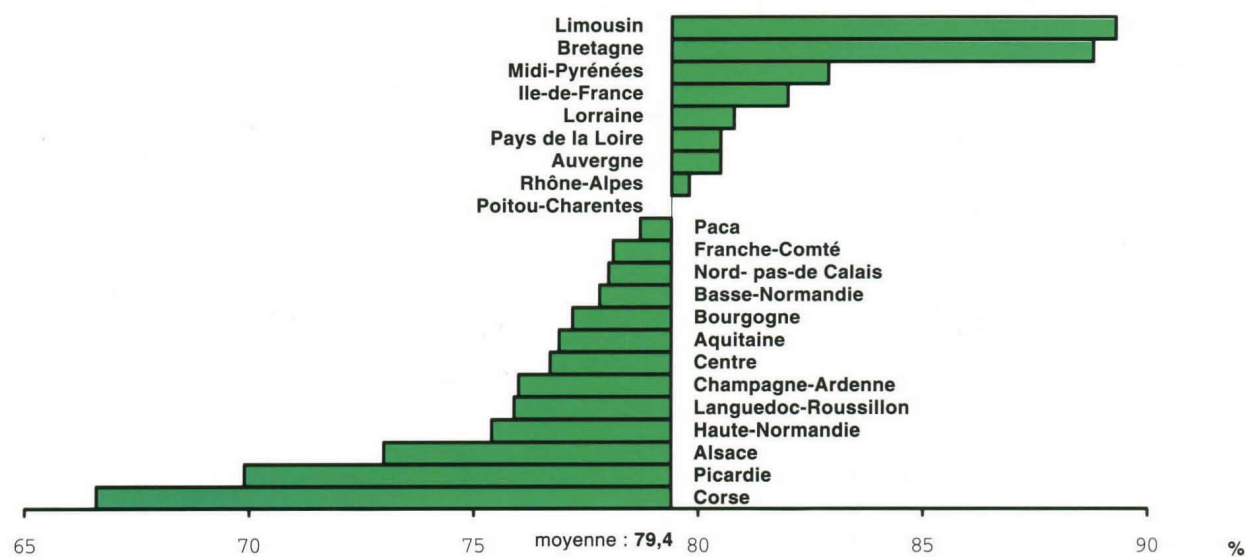 Limousin
Bretagne
Midi-Pyrénées
Ile-de-France
Lorraine
Pays de la Loire
Auvergne
Rhône-Alpes
Poitou-Charentes
Paca
Franche-Comté
Nord- pas-de Calais
Basse-Normandie
Bourgogne
Aquitaine
Centre
Champagne-Ardenne
Languedoc-Roussillon
Haute-Normandie
Alsace
Picardie
Corse
65 70 75 moyenne : 79,4 80 85 90 %